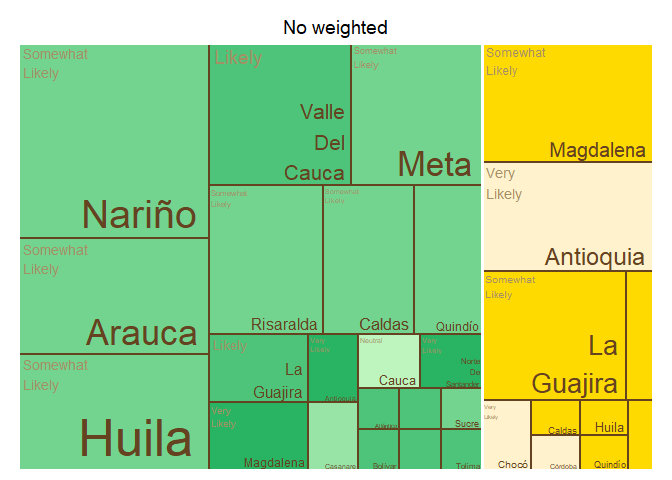 No weighted
Somewhat
Likely
Nariño
Somewhat
Likely
Arauca
Somewhat
Likely
Huila
Likely
Valle
Del
Cauca
Somewhat
Likely
Meta
Somewhat
Likely
Risaralda
Somewhat
Likely
Caldas
Quindío
Likely
La
Guajira
Very
Likely
Antioquia
Neutral
Cauca
Very
Likely
Norte
De
Santander
Very
Likely
Magdalena
Casanare
Atlántico
Bolívar
Sucre
Tolima
Somewhat
Likely
Magdalena
Very
Likely
Antioquia
Somewhat
Likely
La
Guajira
Very
Likely
Chocó
Caldas
Huila
Córdoba
Quindío